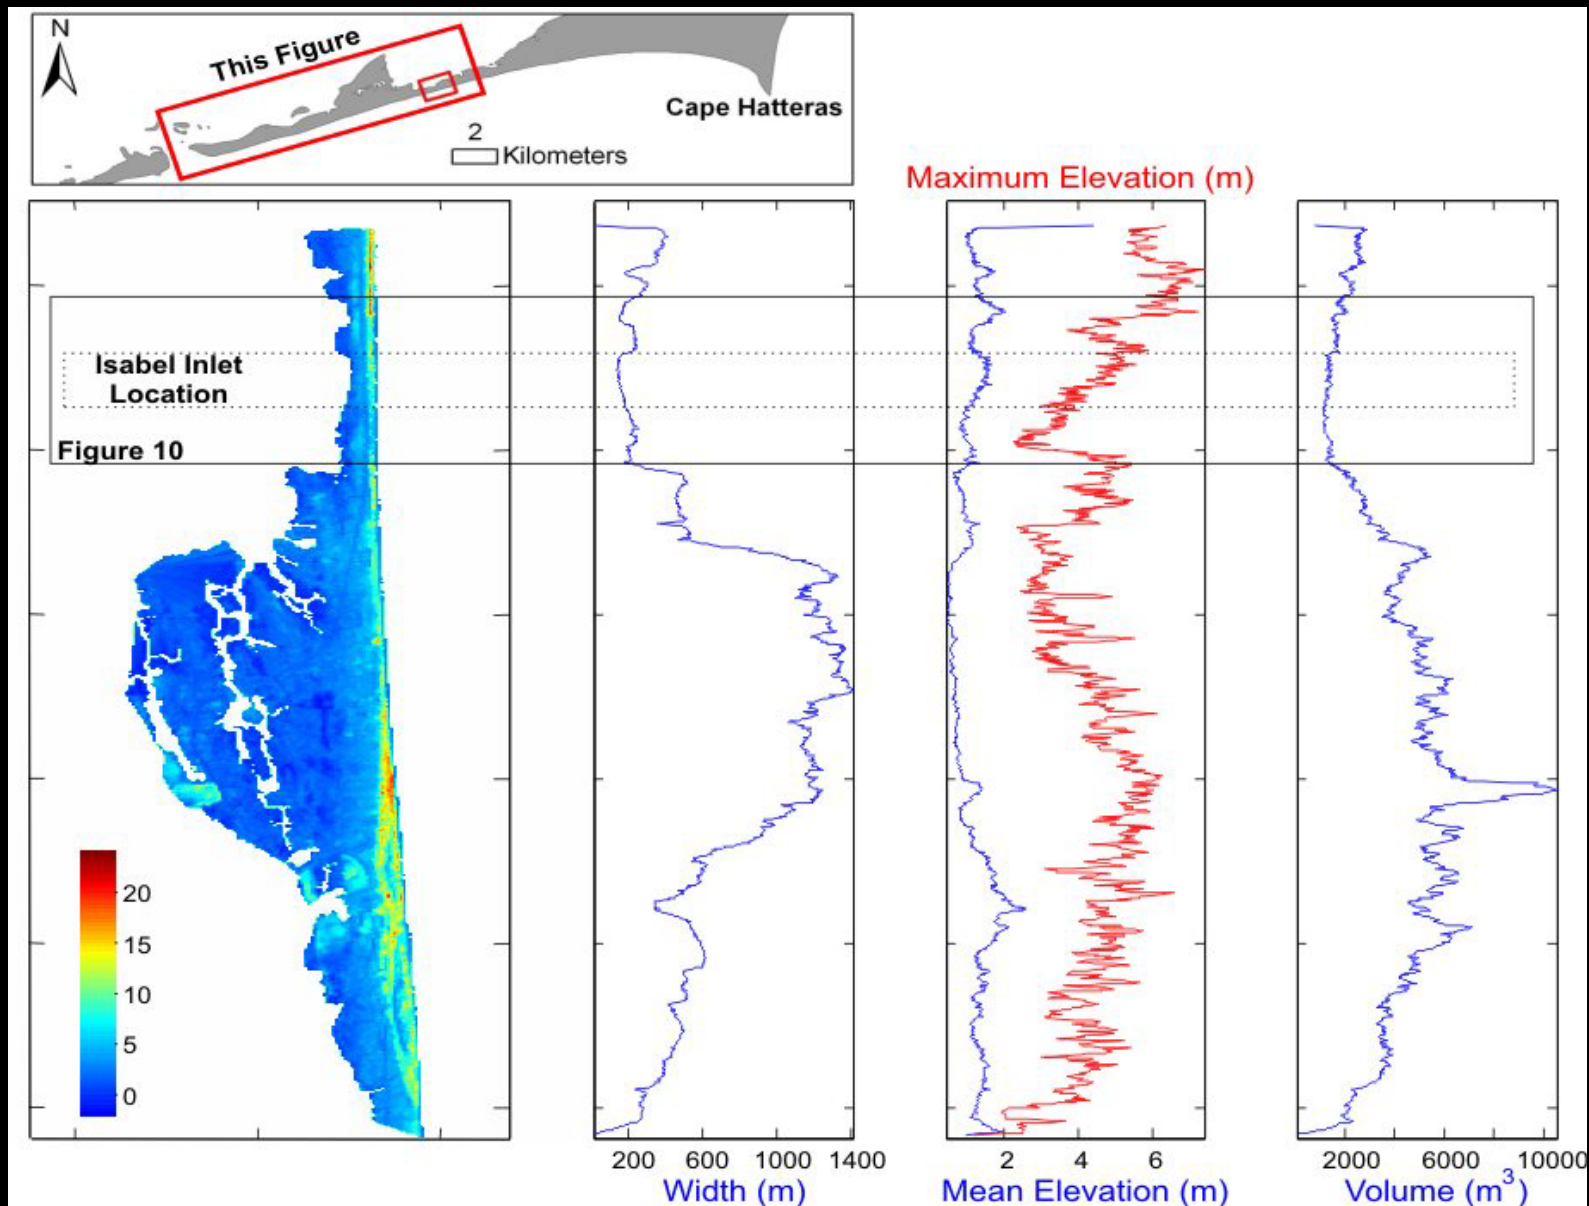 N
This Figure
Cape Hatteras
2
Kilometers
Maximum Elevation (m)
Isabel Inlet
Location
Figure 10
20
15
10
5
0
200 600 1000 1400
2 4 6
2000 6000 10000
Width (m)
Mean Elevation (m)
Volume (m³)